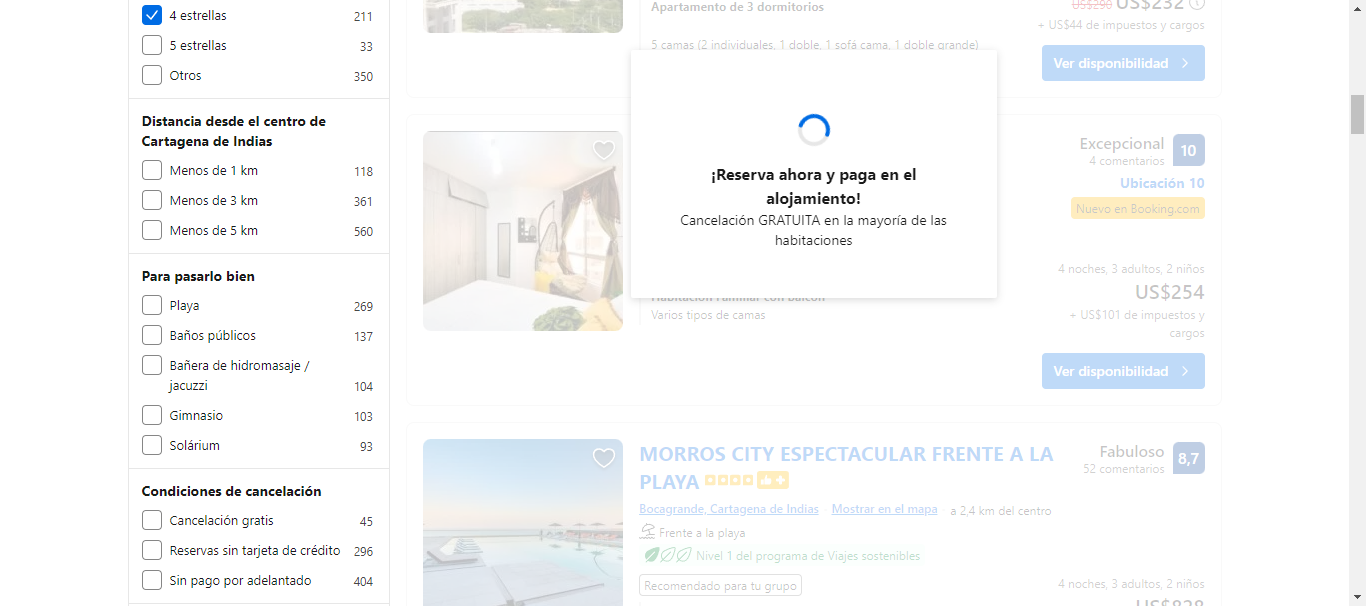 4 estrellas 211
5 estrellas 33
Otros 350
Distancia desde el centro de
Cartagena de Indias
Menos de 1 km 118
Menos de 3 km 361
Menos de 5 km 560
Para pasarlo bien
Playa 269
Baños públicos 137
Bañera de hidromasaje /
jacuzzi 104
Gimnasio 103
Solárium 93
Condiciones de cancelación
Cancelación gratis 45
Reservas sin tarjeta de crédito 296
Sin pago por adelantado 404
Apartamento de 3 dormitorios
5 camas (2 individuales, 1 doble, 1 sofá cama, 1 doble grande)
US$290 US$232
+ US$44 de impuestos y cargos
Ver disponibilidad
¡Reserva ahora y paga en el
alojamiento!
Cancelación GRATUITA en la mayoría de las
habitaciones
Excepcional 10
4 comentarios
Ubicación 10
Nuevo en Booking.com
Habitación Familiar con balcón
Varios tipos de camas
4 noches, 3 adultos, 2 niños
US$254
+ US$101 de impuestos y
cargos
Ver disponibilidad
MORROS CITY ESPECTACULAR FRENTE A LA
PLAYA
Bocagrande, Cartagena de Indias Mostrar en el mapa a 2,4 km del centro
Frente a la playa
Nivel 1 del programa de Viajes sostenibles
Recomendado para tu grupo
Fabuloso 8,7
52 comentarios
4 noches, 3 adultos, 2 niños
US$828